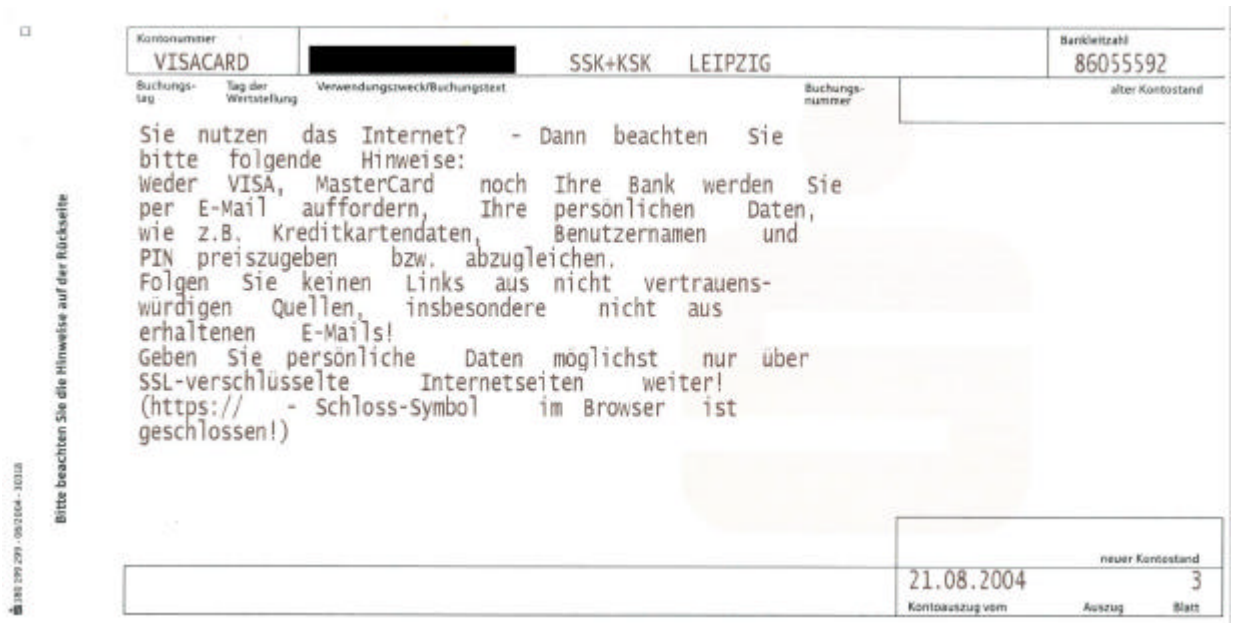 Kontonummer
VISACARD SSK+KSK LEIPZIG
Bankleitzahl
86055592
Buchungs-
tag
Tag der
Wertstellung
Verwendungszweck/Buchungstext
Buchungs-
nummer
alter Kontostand
Sie nutzen das Internet? - Dann beachten Sie
bitte folgende Hinweise:
Weder VISA, MasterCard noch Ihre Bank werden Sie
per E-Mail auffordern, Ihre persönlichen Daten,
wie z.B. Kreditkartendaten, Benutzernamen und
PIN preiszugeben bzw. abzugleichen.
Folgen Sie keinen Links aus nicht vertrauens-
würdigen Quellen, insbesondere nicht aus
erhaltenen E-Mails!
Geben Sie persönliche Daten möglichst nur über
SSL-verschlüsselte Internetseiten weiter!
(https:// - Schloss-Symbol im Browser ist
geschlossen!)
neuer Kontostand
21.08.2004 3
Kontoauszug vom Auszug Blatt
Bitte beachten Sie die Hinweise auf der Rückseite